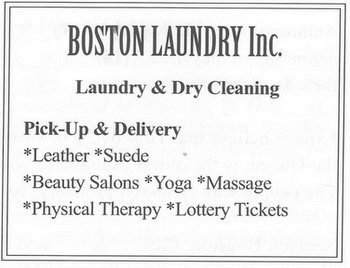 BOSTON LAUNDRY Inc.
Laundry & Dry Cleaning
Pick-Up & Delivery
*Leather *Suede
*Beauty Salons *Yoga *Massage
*Physical Therapy *Lottery Tickets